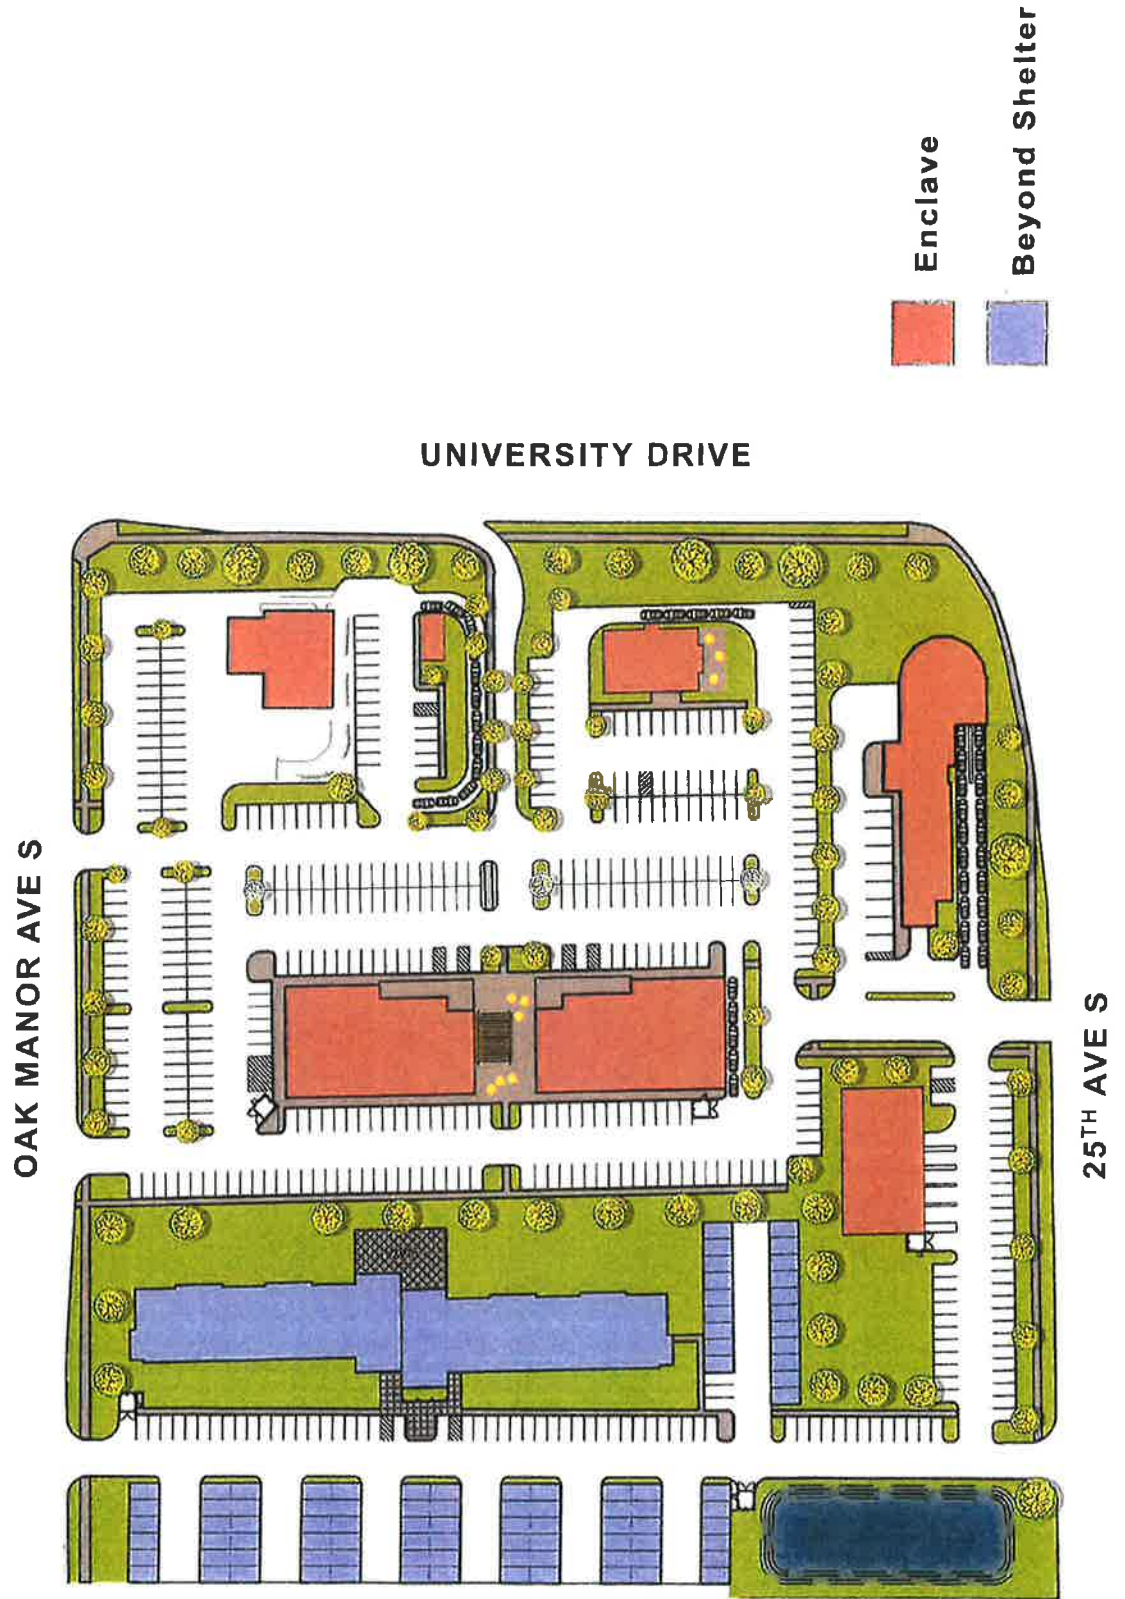 UNIVERSITY DRIVE
OAK MANOR AVE S
25TH AVE S
Enclave
Beyond Shelter